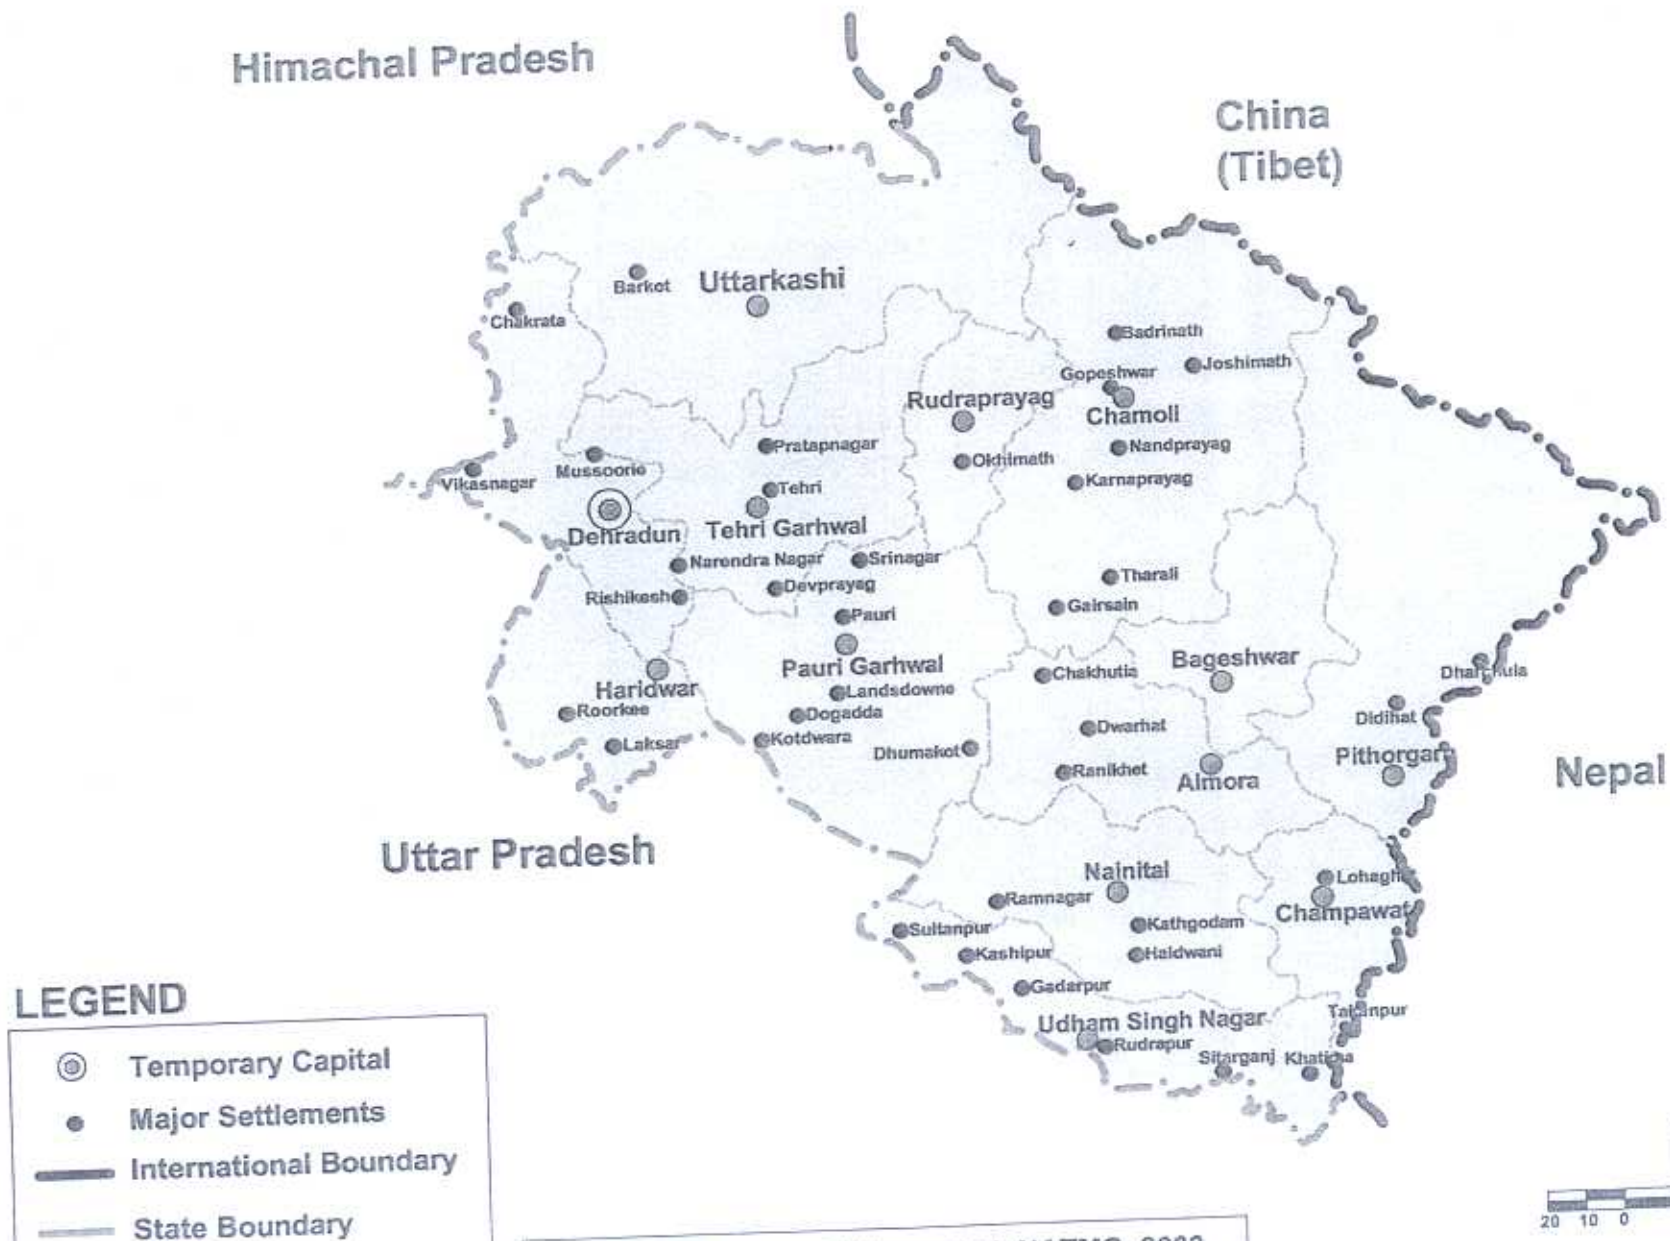 Himachal Pradesh
China
(Tibet)
Barkot
Uttarkashi
Chakrata
Badrinath
Joshimath
Gopeshwar
Rudraprayag
Chamoli
Pratapnagar
Nandprayag
Okhimath
Mussoorie
Vikasnagar
Karnaprayag
Tehri
Dehradun
Tehri Garhwal
Narendra Nagar
Srinagar
Devprayag
Tharali
Rishikesh
Gairsain
Pauri
Pauri Garhwal
Bageshwar
Chakhutia
Haridwar
Landsdowne
Roorkee
Dogadda
Didihat
Dwarhat
Kotdwara
Laksar
Dhumakot
Pithorgarh
Ranikhet
Almora
Nepal
Uttar Pradesh
Nainital
Ramnagar
Champawat
Sultanpur
Kathgodam
Kashipur
Haldwani
Gadarpur
Udham Singh Nagar
Rudrapur
Sitarganj
LEGEND
Temporary Capital
Major Settlements
International Boundary
State Boundary
20 10 0